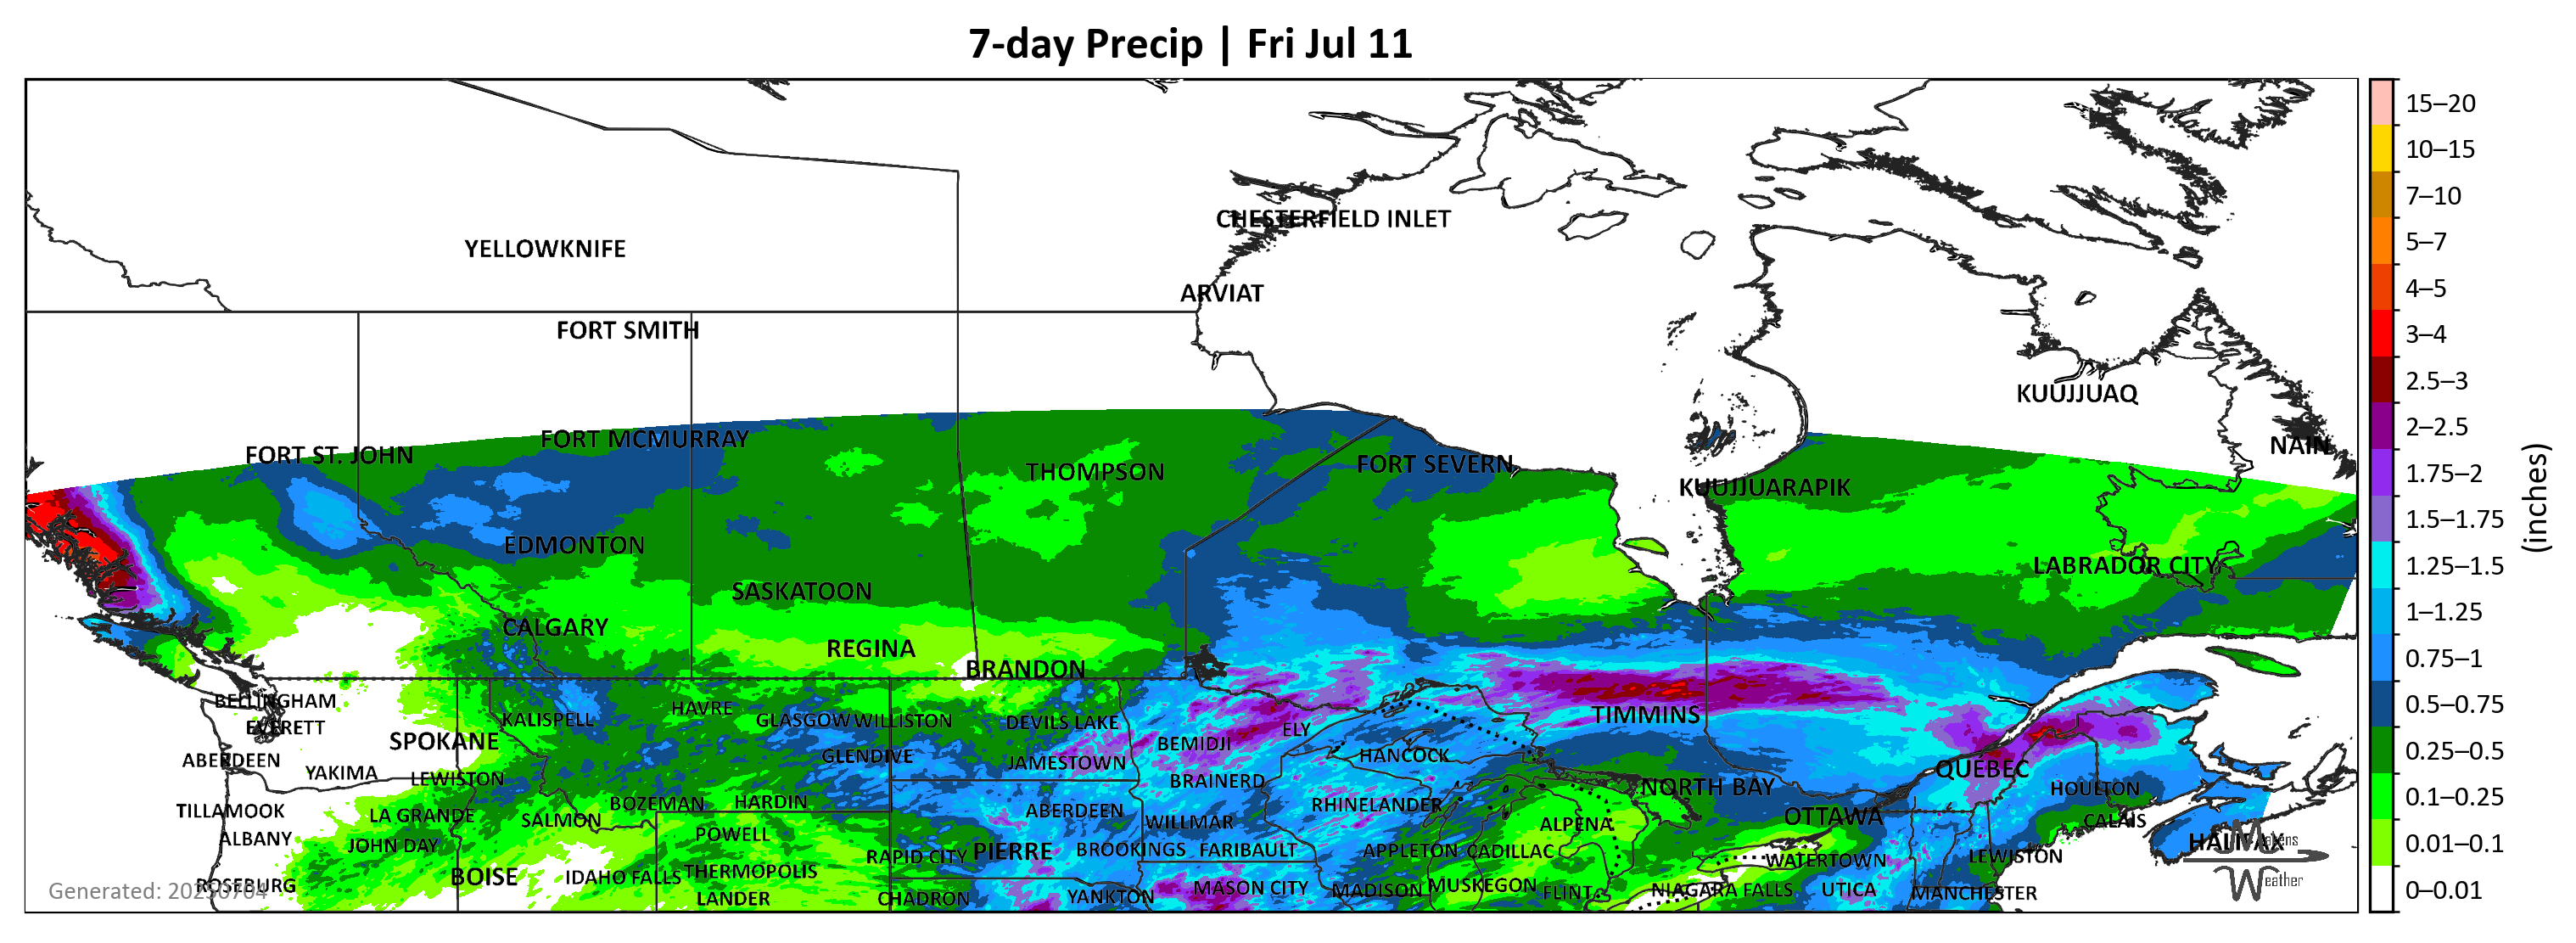 7-day Precip | Fri Jul 11
CHESTERFIELD INLET
YELLOWKNIFE
ARVIAT
FORT SMITH
KUUJJUAQ
FORT ST. JOHN
FORT MCMURRAY
NAIN
THOMPSON
FORT SEVERN
KUUJJUARAPIK
EDMONTON
LABRADOR CITY
SASKATOON
CALGARY
REGINA
BRANDON
BELLINGHAM
EVERETT
KALISPELL
HAVRE
GLASGOW
WILLISTON
DEVILS LAKE
ELY
TIMMINS
SPOKANE
ABERDEEN
GLENDIVE
JAMESTOWN
BEMIDJI
HANCOCK
QUEBEC
YAKIMA
LEWISTON
BRAINERD
NORTH BAY
HOULTON
TILLAMOOK
LA GRANDE
BOZEMAN
HARDIN
ABERDEEN
RHINELANDER
OTTAWA
SALMON
WILLMAR
ALPENA
CALAIS
ALBANY
JOHN DAY
POWELL
RAPID CITY
PIERRE
BROOKINGS
FARIBAULT
APPLETON
CADILLAC
WATERTOWN
LEWISTON
HALIFAX
ROSEBURG
BOISE
IDAHO FALLS
THERMOPOLIS
LANDER
CHADRON
YANKTON
MASON CITY
MADISON
MUSKEGON
FLINT
NIAGARA FALLS
UTICA
MANCHESTER
Generated: 20250704
Weather
15–20
10–15
7–10
5–7
4–5
3–4
2.5–3
2–2.5
1.75–2
1.5–1.75
1.25–1.5
1–1.25
0.75–1
0.5–0.75
0.25–0.5
0.1–0.25
0.01–0.1
0–0.01
(inches)